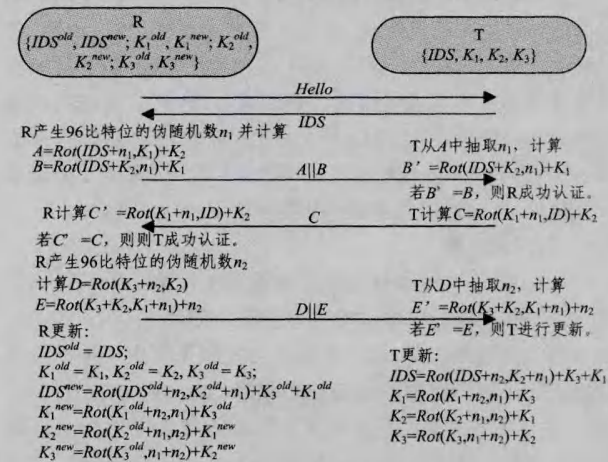 R
{IDS^old, IDS^new; K₁^old, K₁^new; K₂^old,
K₂^new; K₃^old, K₃^new}
T
{IDS, K₁, K₂, K₃}
Hello
IDS
R产生96比特位的伪随机数n₁并计算
A=Rot(IDS+n₁,K₁)+K₂
B=Rot(IDS+K₂,n₁)+K₁
A||B
T从A中抽取n₁，计算
B’=Rot(IDS+K₂,n₁)+K₁
若B’=B，则R成功认证。
R计算C’=Rot(K₁+n₁,ID)+K₂
若C’=C，则则T成功认证。
C
T计算C=Rot(K₁+n₁,ID)+K₂
R产生96比特位的伪随机数n₂
计算D=Rot(K₃+n₂,K₂)
E=Rot(K₃+K₂,K₁+n₁)+n₂
D||E
T从D中抽取n₂，计算
E’=Rot(K₃+K₂,K₁+n₁)+n₂
若E’=E，则T进行更新。
R更新：
IDS^old=IDS;
K₁^old=K₁, K₂^old=K₂, K₃^old=K₃;
IDS^new=Rot(IDS^old+n₂,K₂^old+n₁)+K₃^old+K₁^old
K₁^new=Rot(K₁^old+n₂,n₁)+K₃^old
K₂^new=Rot(K₂^old+n₁,n₂)+K₁^new
K₃^new=Rot(K₃^old,n₁+n₂)+K₂^new
T更新：
IDS=Rot(IDS+n₂,K₂+n₁)+K₃+K₁
K₁=Rot(K₁+n₂,n₁)+K₃
K₂=Rot(K₂+n₁,n₂)+K₁
K₃=Rot(K₃,n₁+n₂)+K₂